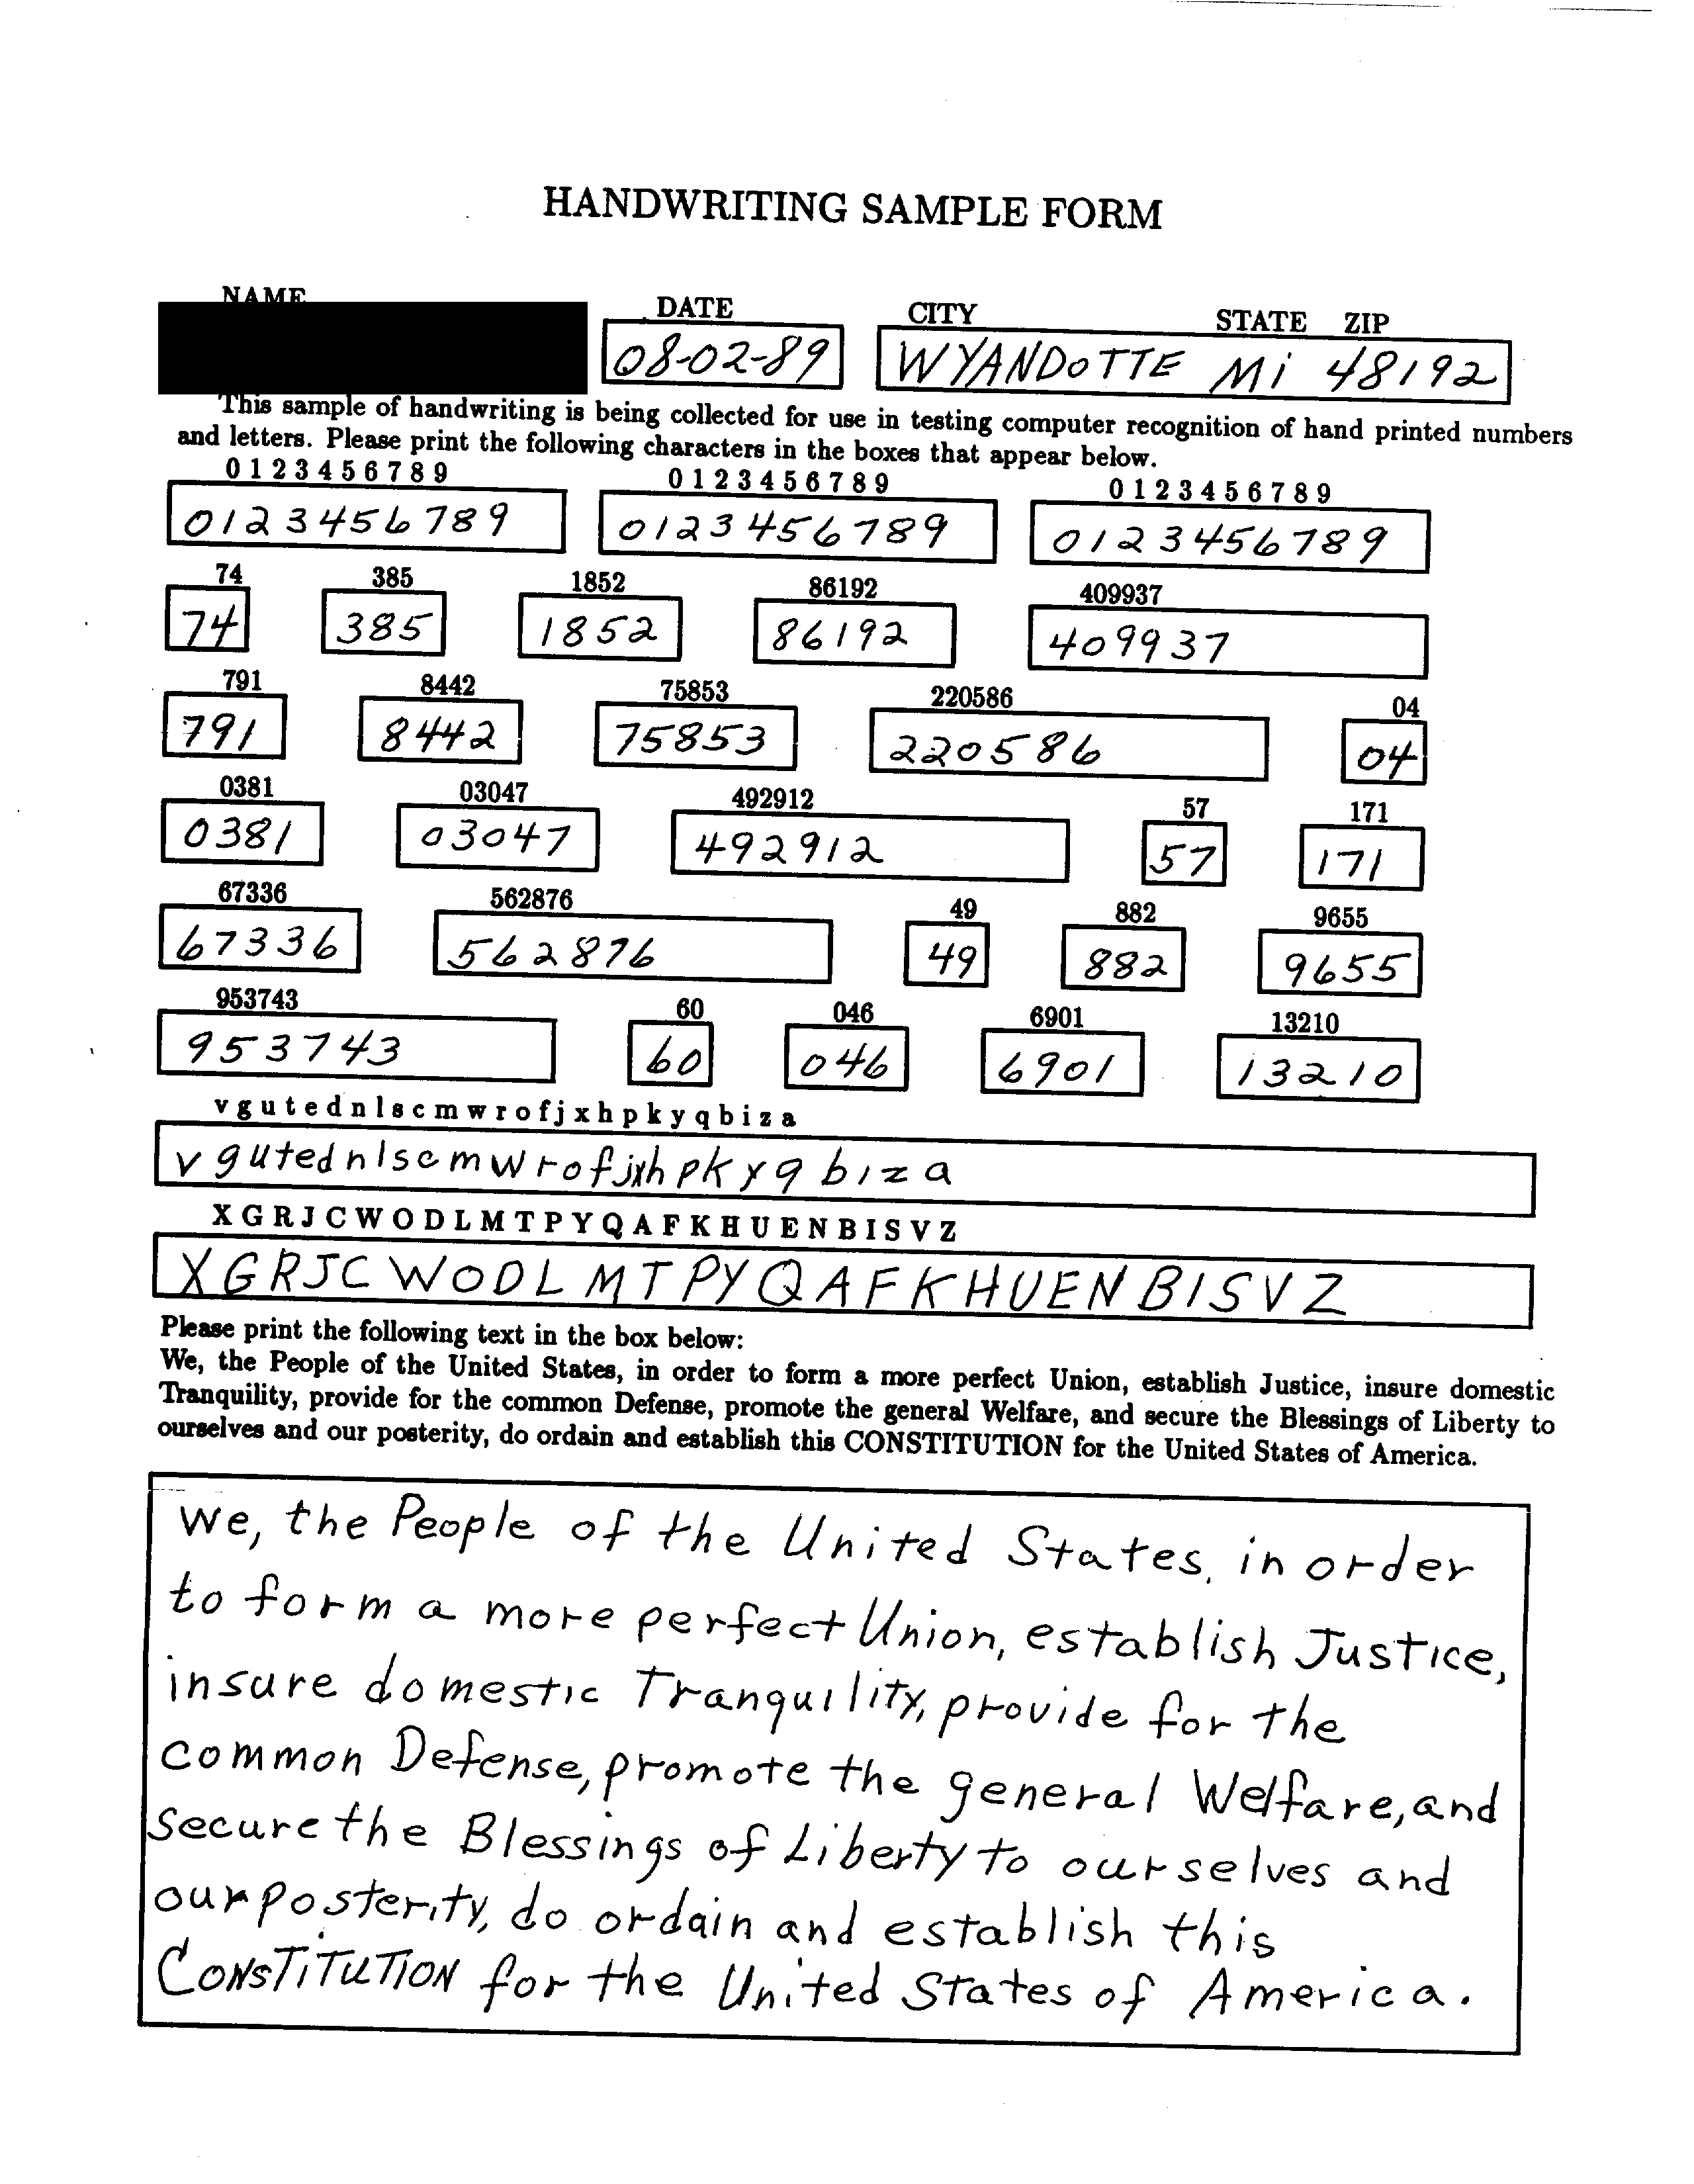 HANDWRITING SAMPLE FORM
NAME DATE CITY STATE ZIP
08-02-89 WYANDOTTE Mi 48192
This sample of handwriting is being collected for use in testing computer recognition of hand printed numbers
and letters. Please print the following characters in the boxes that appear below.
0 1 2 3 4 5 6 7 8 9 0 1 2 3 4 5 6 7 8 9 0 1 2 3 4 5 6 7 8 9
0123456789 0123456789 0123456789
74 385 1852 86192 409937
74 385 1852 86192 409937
791 8442 75853 220586 04
791 8442 75853 220586 04
0381 03047 492912 57 171
0381 03047 492912 57 171
67336 562876 49 882 9655
67336 562876 49 882 9655
953743 60 046 6901 13210
953743 60 046 6901 13210
v g u t e d n l s c m w r o f j x h p k y q b i z a
v g u t e d n l s c m w r o f j x h p k y q b i z a
X G R J C W O D L M T P Y Q A F K H U E N B I S V Z
X G R J C W O D L M T P Y Q A F K H U E N B I S V Z
Please print the following text in the box below:
We, the People of the United States, in order to form a more perfect Union, establish Justice, insure domestic
Tranquility, provide for the common Defense, promote the general Welfare, and secure the Blessings of Liberty to
ourselves and our posterity, do ordain and establish this CONSTITUTION for the United States of America.
We, the People of the United States, in order
to form a more perfect Union, establish Justice,
insure domestic Tranquility, provide for the
common Defense, promote the general Welfare, and
secure the Blessings of Liberty to ourselves and
our posterity, do ordain and establish this
CONSTiTUTION for the United States of America.